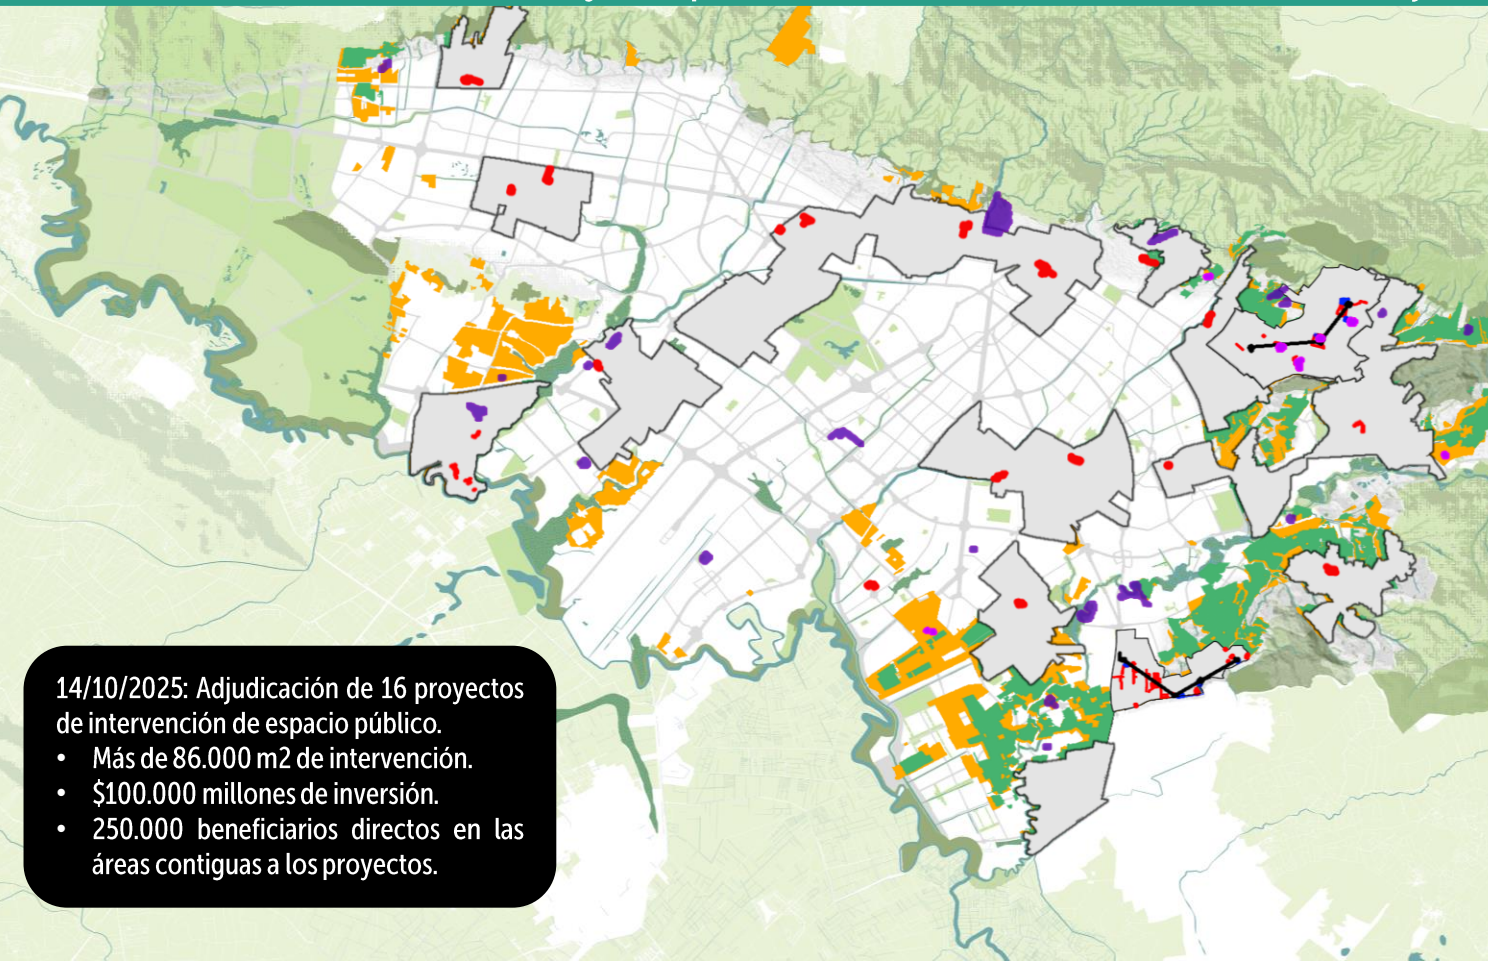 14/10/2025: Adjudicación de 16 proyectos
de intervención de espacio público.
• Más de 86.000 m2 de intervención.
• $100.000 millones de inversión.
• 250.000 beneficiarios directos en las
áreas contiguas a los proyectos.